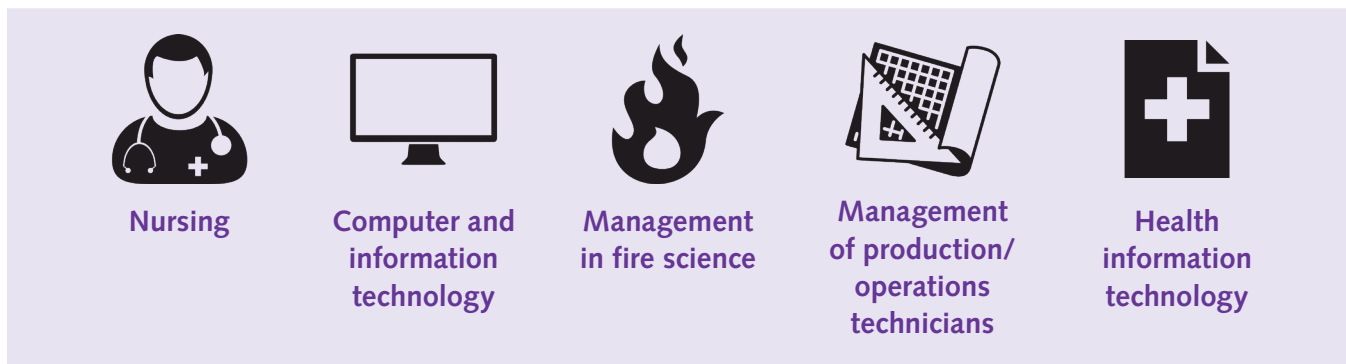 Nursing
Computer and
information
technology
Management
in fire science
Management
of production/
operations
technicians
Health
information
technology